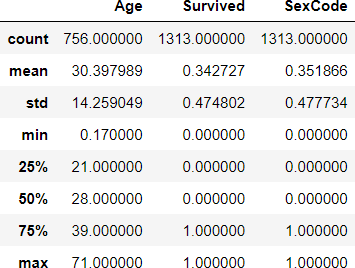 Age Survived SexCode
count 756.000000 1313.000000 1313.000000
mean 30.397989 0.342727 0.351866
std 14.259049 0.474802 0.477734
min 0.170000 0.000000 0.000000
25% 21.000000 0.000000 0.000000
50% 28.000000 0.000000 0.000000
75% 39.000000 1.000000 1.000000
max 71.000000 1.000000 1.000000